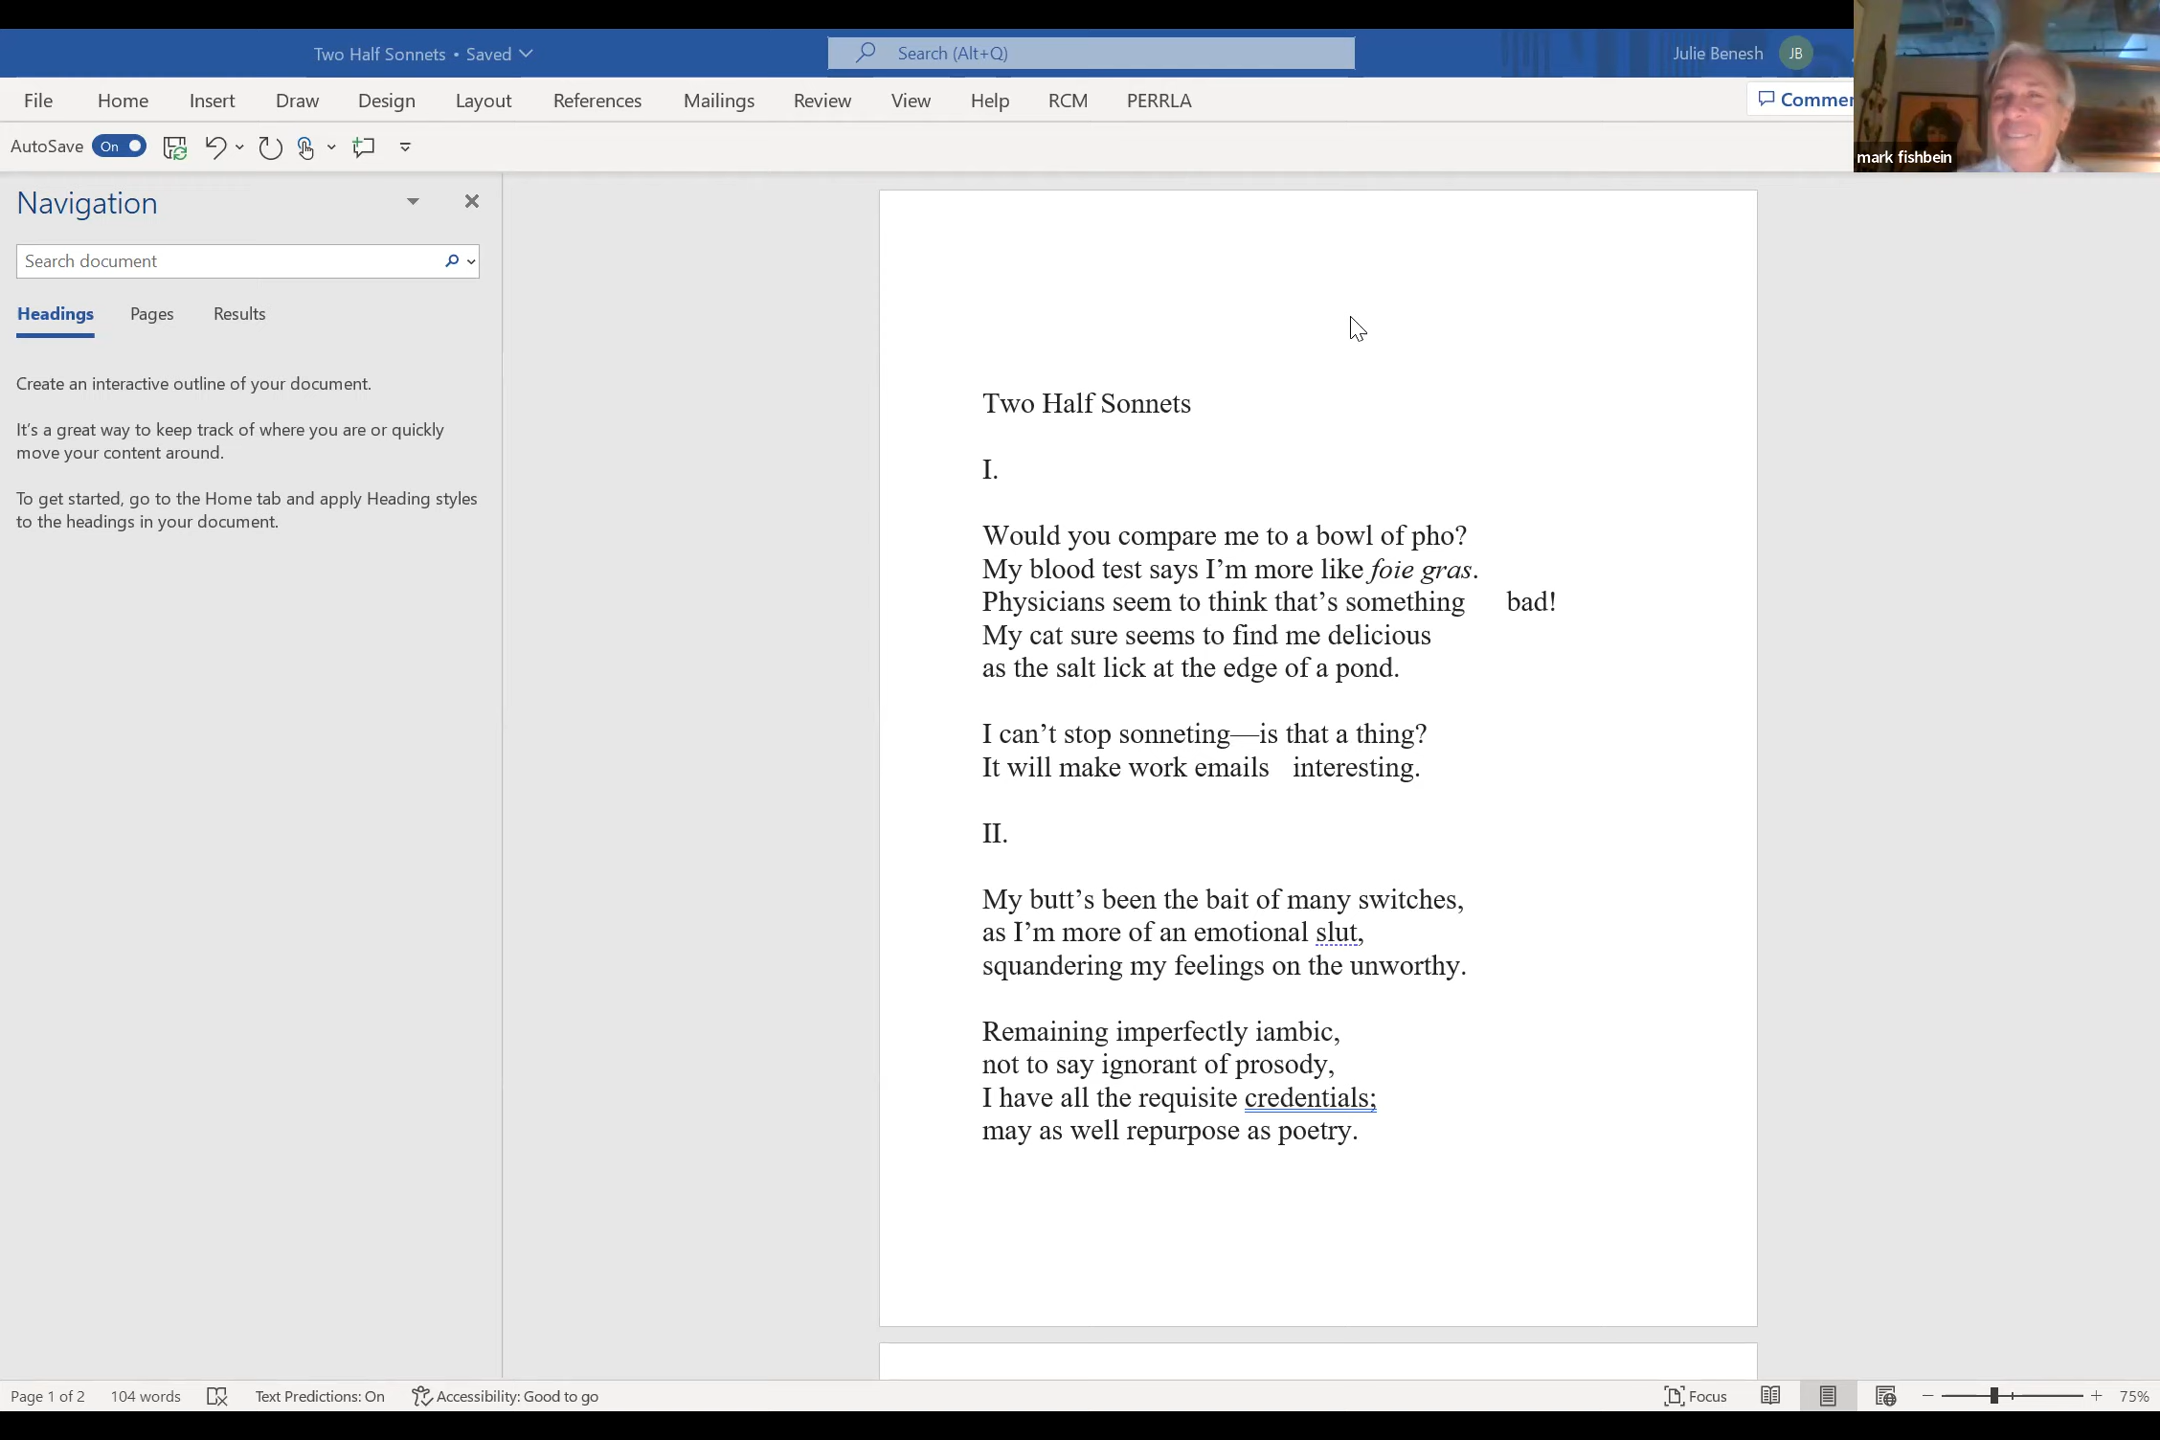 Two Half Sonnets • Saved
Search (Alt+Q)
Julie Benesh
JB
File Home Insert Draw Design Layout References Mailings Review View Help RCM PERRLA
AutoSave On
mark fishbein
Navigation
Search document
Headings Pages Results
Create an interactive outline of your document.
It's a great way to keep track of where you are or quickly
move your content around.
To get started, go to the Home tab and apply Heading styles
to the headings in your document.
Two Half Sonnets
I.
Would you compare me to a bowl of pho?
My blood test says I’m more like foie gras.
Physicians seem to think that’s something bad!
My cat sure seems to find me delicious
as the salt lick at the edge of a pond.
I can’t stop sonneting—is that a thing?
It will make work emails interesting.
II.
My butt’s been the bait of many switches,
as I’m more of an emotional slut,
squandering my feelings on the unworthy.
Remaining imperfectly iambic,
not to say ignorant of prosody,
I have all the requisite credentials;
may as well repurpose as poetry.
Page 1 of 2 104 words Text Predictions: On Accessibility: Good to go Focus 75%